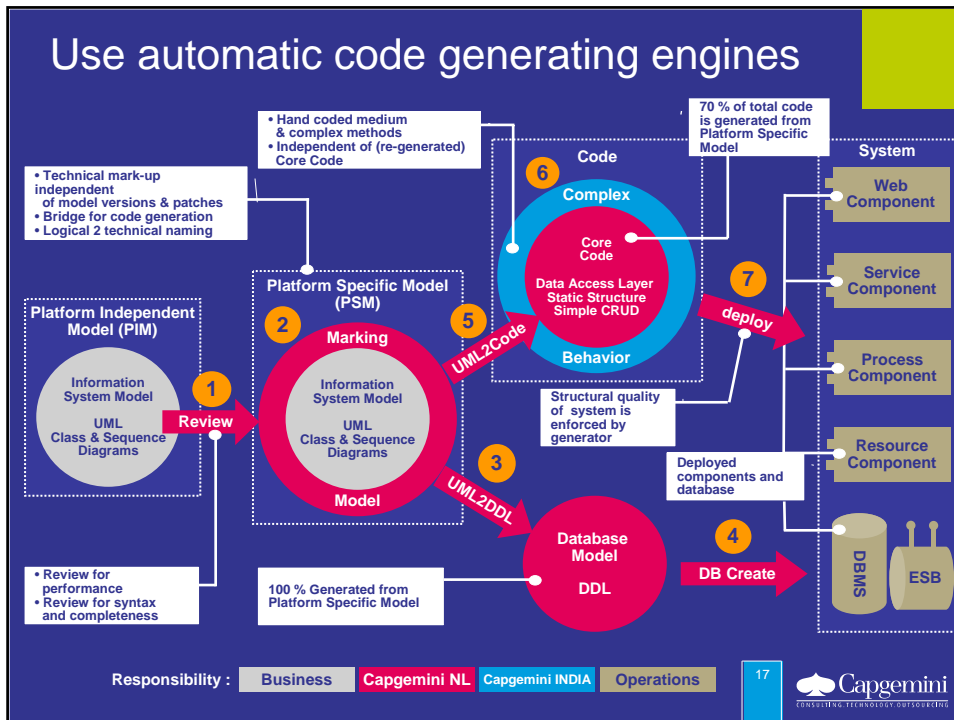 Use automatic code generating engines
• Hand coded medium
& complex methods
• Independent of (re-generated)
Core Code
70 % of total code
is generated from
Platform Specific
Model
• Technical mark-up
independent
of model versions & patches
• Bridge for code generation
• Logical 2 technical naming
Code
System
6
Complex
Core
Code
Data Access Layer
Static Structure
Simple CRUD
Behavior
Web
Component
Service
Component
Process
Component
Resource
Component
Platform Independent
Model (PIM)
Information
System Model
UML
Class & Sequence
Diagrams
1
Review
Platform Specific Model
(PSM)
2
Marking
Information
System Model
UML
Class & Sequence
Diagrams
Model
5
UML2Code
7
deploy
Structural quality
of system is
enforced by
generator
3
UML2DDL
Deployed
components and
database
Database
Model
DDL
4
DB Create
DBMS
ESB
• Review for
performance
• Review for syntax
and completeness
100 % Generated from
Platform Specific Model
Responsibility : Business Capgemini NL Capgemini INDIA Operations
17
Capgemini
CONSULTING.TECHNOLOGY.OUTSOURCING